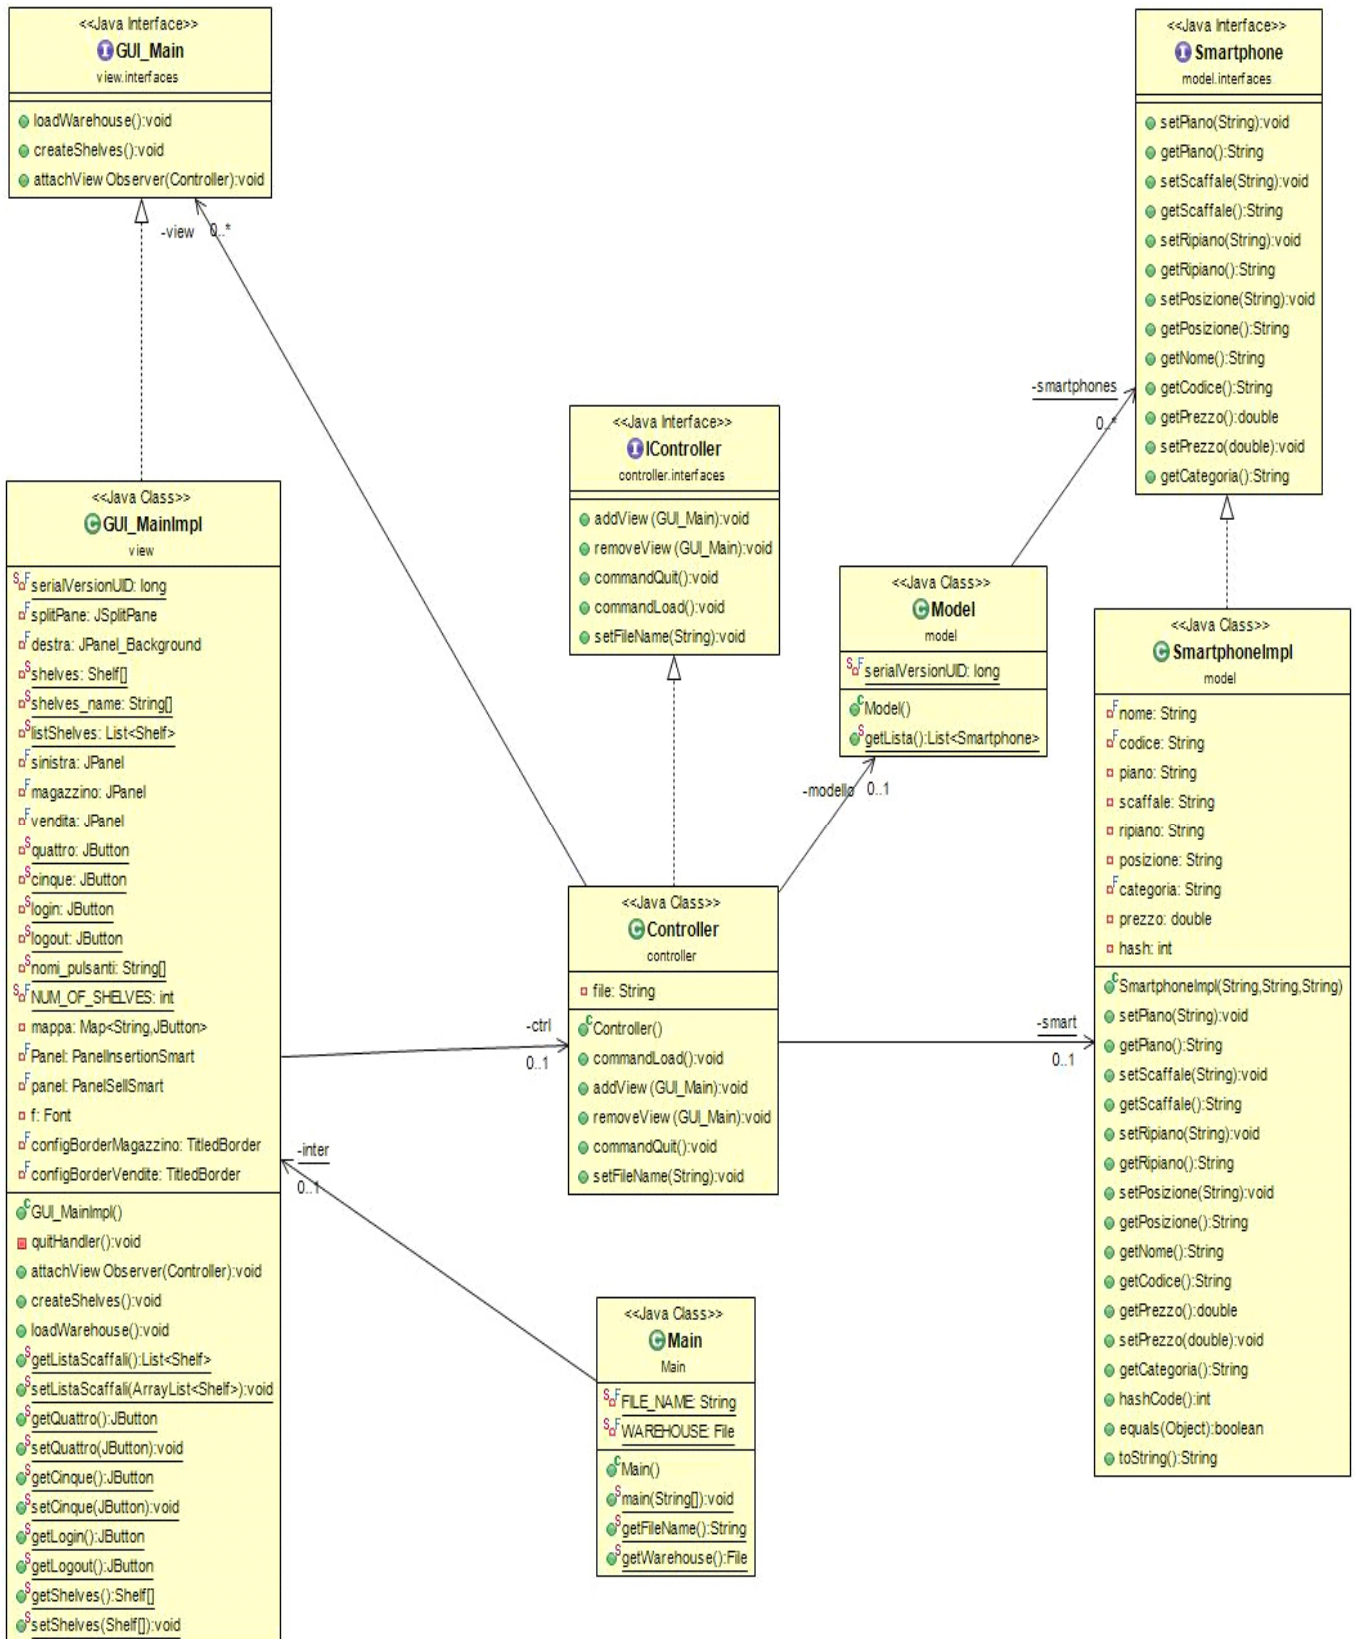 <<Java Interface>>
GUI_Main
view.interfaces
loadWarehouse():void
createShelves():void
attachViewObserver(Controller):void
-view 0..*
<<Java Interface>>
Smartphone
model.interfaces
setPiano(String):void
getPiano():String
setScaffale(String):void
getScaffale():String
setRipiano(String):void
getRipiano():String
setPosizione(String):void
getPosizione():String
getNome():String
getCodice():String
getPrezzo():double
setPrezzo(double):void
getCategoria():String
-smartphones
0..*
<<Java Interface>>
IController
controller.interfaces
addView(GUI_Main):void
removeView(GUI_Main):void
commandQuit():void
commandLoad():void
setFileName(String):void
<<Java Class>>
GUI_MainImpl
view
SF serialVersionUID: long
F splitPane: JSplitPane
F destra: JPanel_Background
S shelves: Shelf[]
S shelves_name: String[]
S listShelves: List<Shelf>
F sinistra: JPanel
F magazzino: JPanel
F vendita: JPanel
S quattro: JButton
S cinque: JButton
S login: JButton
S logout: JButton
S nomi_pulsanti: String[]
SF NUM_OF_SHELVES: int
mappa: Map<String,JButton>
F Panel: PanelInsertionSmart
F panel: PanelSellSmart
f: Font
F configBorderMagazzino: TitledBorder
F configBorderVendite: TitledBorder
C GUI_MainImpl()
quitHandler():void
attachViewObserver(Controller):void
createShelves():void
loadWarehouse():void
S getListaScaffali():List<Shelf>
S setListaScaffali(ArrayList<Shelf>):void
S getQuattro():JButton
S setQuattro(JButton):void
S getCinque():JButton
S setCinque(JButton):void
S getLogin():JButton
S getLogout():JButton
S getShelves():Shelf[]
S setShelves(Shelf[]):void
<<Java Class>>
Model
model
SF serialVersionUID: long
C Model()
S getLista():List<Smartphone>
-modello 0..1
<<Java Class>>
SmartphoneImpl
model
F nome: String
F codice: String
piano: String
scaffale: String
ripiano: String
posizione: String
F categoria: String
prezzo: double
hash: int
C SmartphoneImpl(String,String,String)
setPiano(String):void
getPiano():String
setScaffale(String):void
getScaffale():String
setRipiano(String):void
getRipiano():String
setPosizione(String):void
getPosizione():String
getNome():String
getCodice():String
getPrezzo():double
setPrezzo(double):void
getCategoria():String
hashCode():int
equals(Object):boolean
toString():String
<<Java Class>>
Controller
controller
file: String
C Controller()
commandLoad():void
addView(GUI_Main):void
removeView(GUI_Main):void
commandQuit():void
setFileName(String):void
-ctrl
0..1
-smart
0..1
-inter
0..1
<<Java Class>>
Main
Main
SF FILE_NAME: String
SF WAREHOUSE: File
C Main()
S main(String[]):void
S getFileName():String
S getWarehouse():File